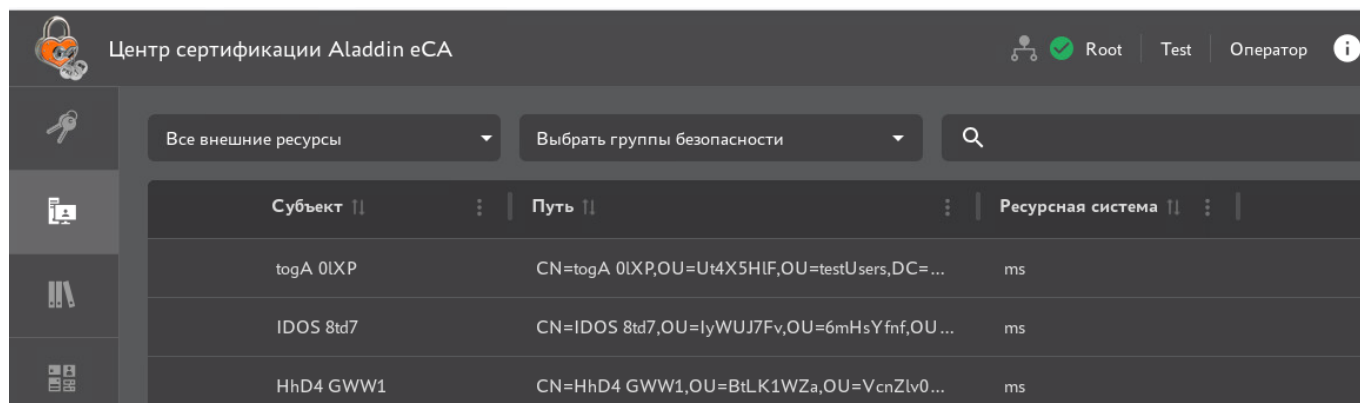 Центр сертификации Aladdin eCA Root Test Оператор i
Все внешние ресурсы Выбрать группы безопасности
Субъект Путь Ресурсная система
togA 0lXP CN=togA 0lXP,OU=Ut4X5HlF,OU=testUsers,DC=... ms
IDOS 8td7 CN=IDOS 8td7,OU=IyWUJ7Fv,OU=6mHsYfnf,OU... ms
HhD4 GWW1 CN=HhD4 GWW1,OU=BtLK1WZa,OU=VcnZlv0... ms